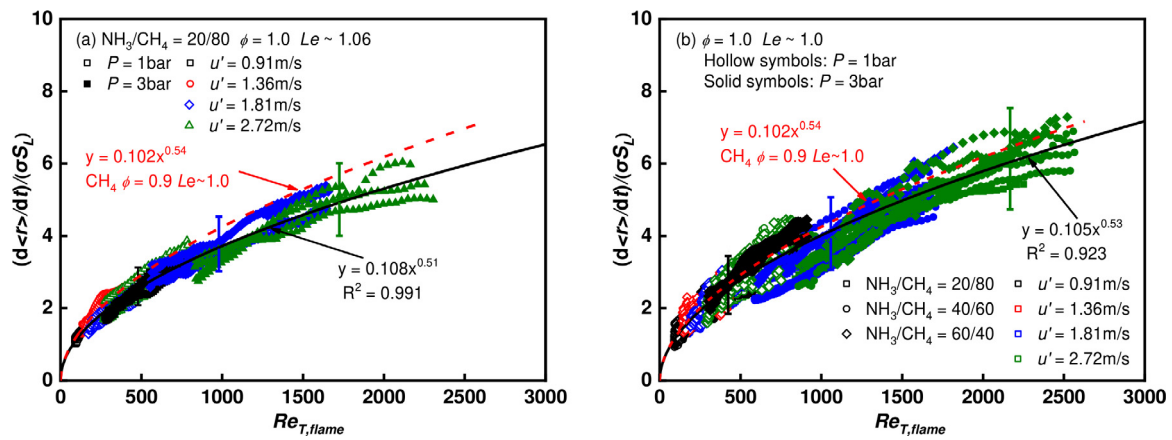 (a) NH₃/CH₄ = 20/80 ϕ = 1.0 Le ~ 1.06
P = 1bar u' = 0.91m/s
P = 3bar u' = 1.36m/s
u' = 1.81m/s
u' = 2.72m/s
y = 0.102x^0.54
CH₄ ϕ = 0.9 Le~1.0
y = 0.108x^0.51
R² = 0.991
(d<r>/dt)/(σS_L)
10
8
6
4
2
0
0 500 1000 1500 2000 2500 3000
Re_T,flame
(b) ϕ = 1.0 Le ~ 1.0
Hollow symbols: P = 1bar
Solid symbols: P = 3bar
y = 0.102x^0.54
CH₄ ϕ = 0.9 Le~1.0
y = 0.105x^0.53
R² = 0.923
NH₃/CH₄ = 20/80 u' = 0.91m/s
NH₃/CH₄ = 40/60 u' = 1.36m/s
NH₃/CH₄ = 60/40 u' = 1.81m/s
u' = 2.72m/s
(d<r>/dt)/(σS_L)
10
8
6
4
2
0
0 500 1000 1500 2000 2500 3000
Re_T,flame